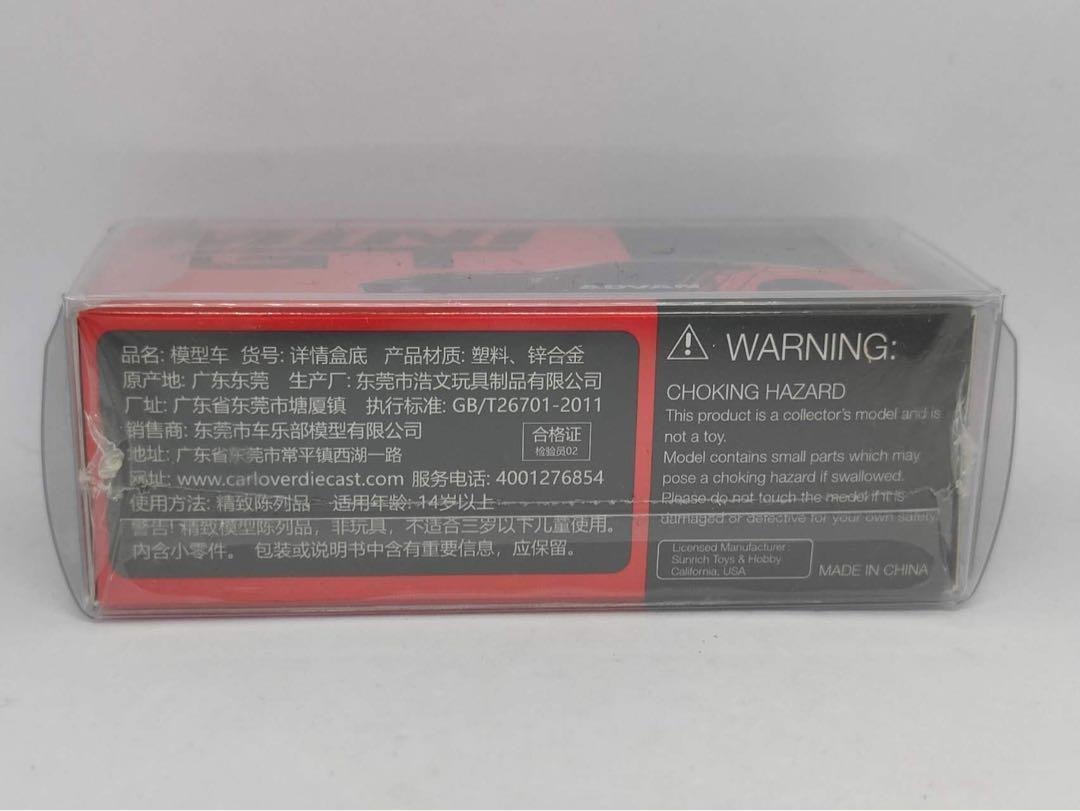 MINI
GT
ADVAN
品名: 模型车 货号: 详情盒底 产品材质: 塑料、锌合金
原产地: 广东东莞 生产厂: 东莞市浩文玩具制品有限公司
厂址: 广东省东莞市塘厦镇 执行标准: GB/T26701-2011
销售商: 东莞市车乐部模型有限公司
地址: 广东省东莞市常平镇西湖一路
网址: www.carloverdiecast.com 服务电话: 4001276854
使用方法: 精致陈列品 适用年龄: 14岁以上
警告: 精致模型陈列品，非玩具，不适合三岁以下儿童使用。
内含小零件。 包装或说明书中含有重要信息，应保留。
合格证
检验员02
WARNING:
CHOKING HAZARD
This product is a collector's model and is
not a toy.
Model contains small parts which may
pose a choking hazard if swallowed.
Please do not touch the model if it is
damaged or defective for your own safety.
Licensed Manufacturer :
Sunrich Toys & Hobby
California, USA
MADE IN CHINA